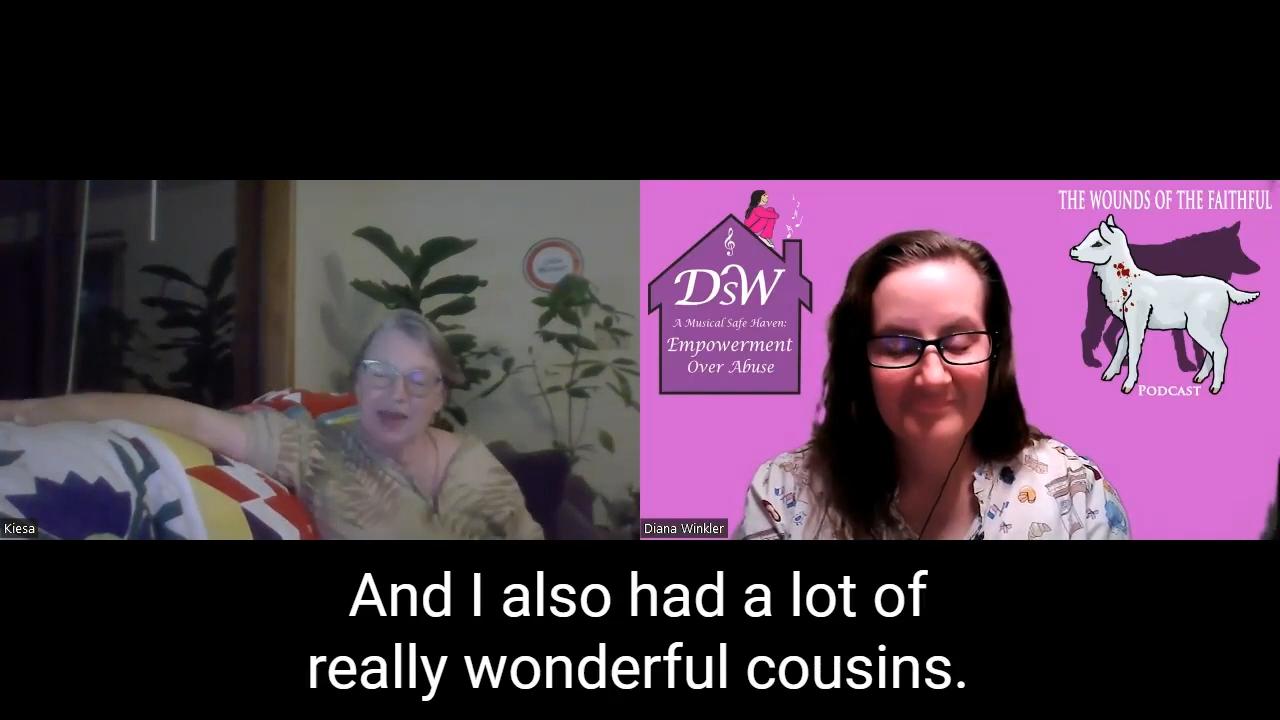 THE WOUNDS OF THE FAITHFUL
DSW
A Musical Safe Haven:
Empowerment
Over Abuse
PODCAST
Kiesa
Diana Winkler
And I also had a lot of
really wonderful cousins.